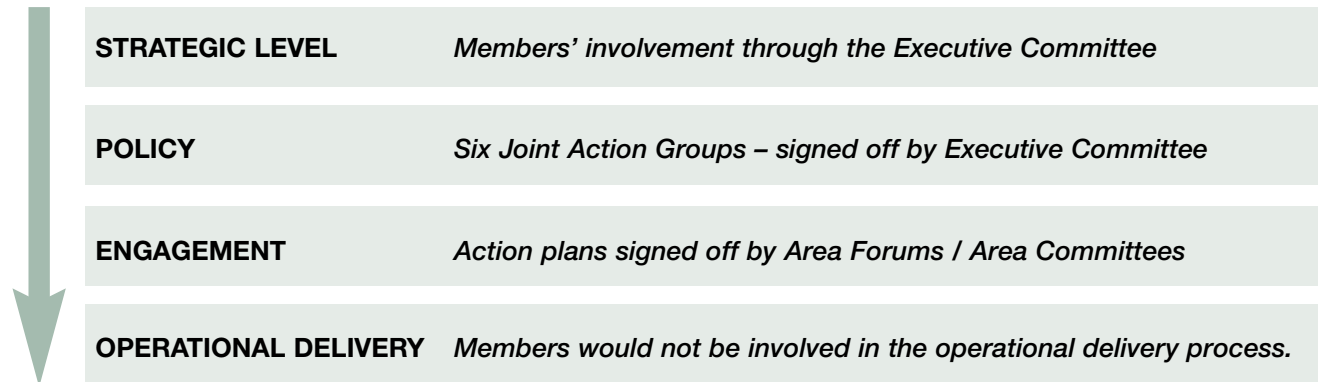 STRATEGIC LEVEL Members’ involvement through the Executive Committee
POLICY Six Joint Action Groups – signed off by Executive Committee
ENGAGEMENT Action plans signed off by Area Forums / Area Committees
OPERATIONAL DELIVERY Members would not be involved in the operational delivery process.